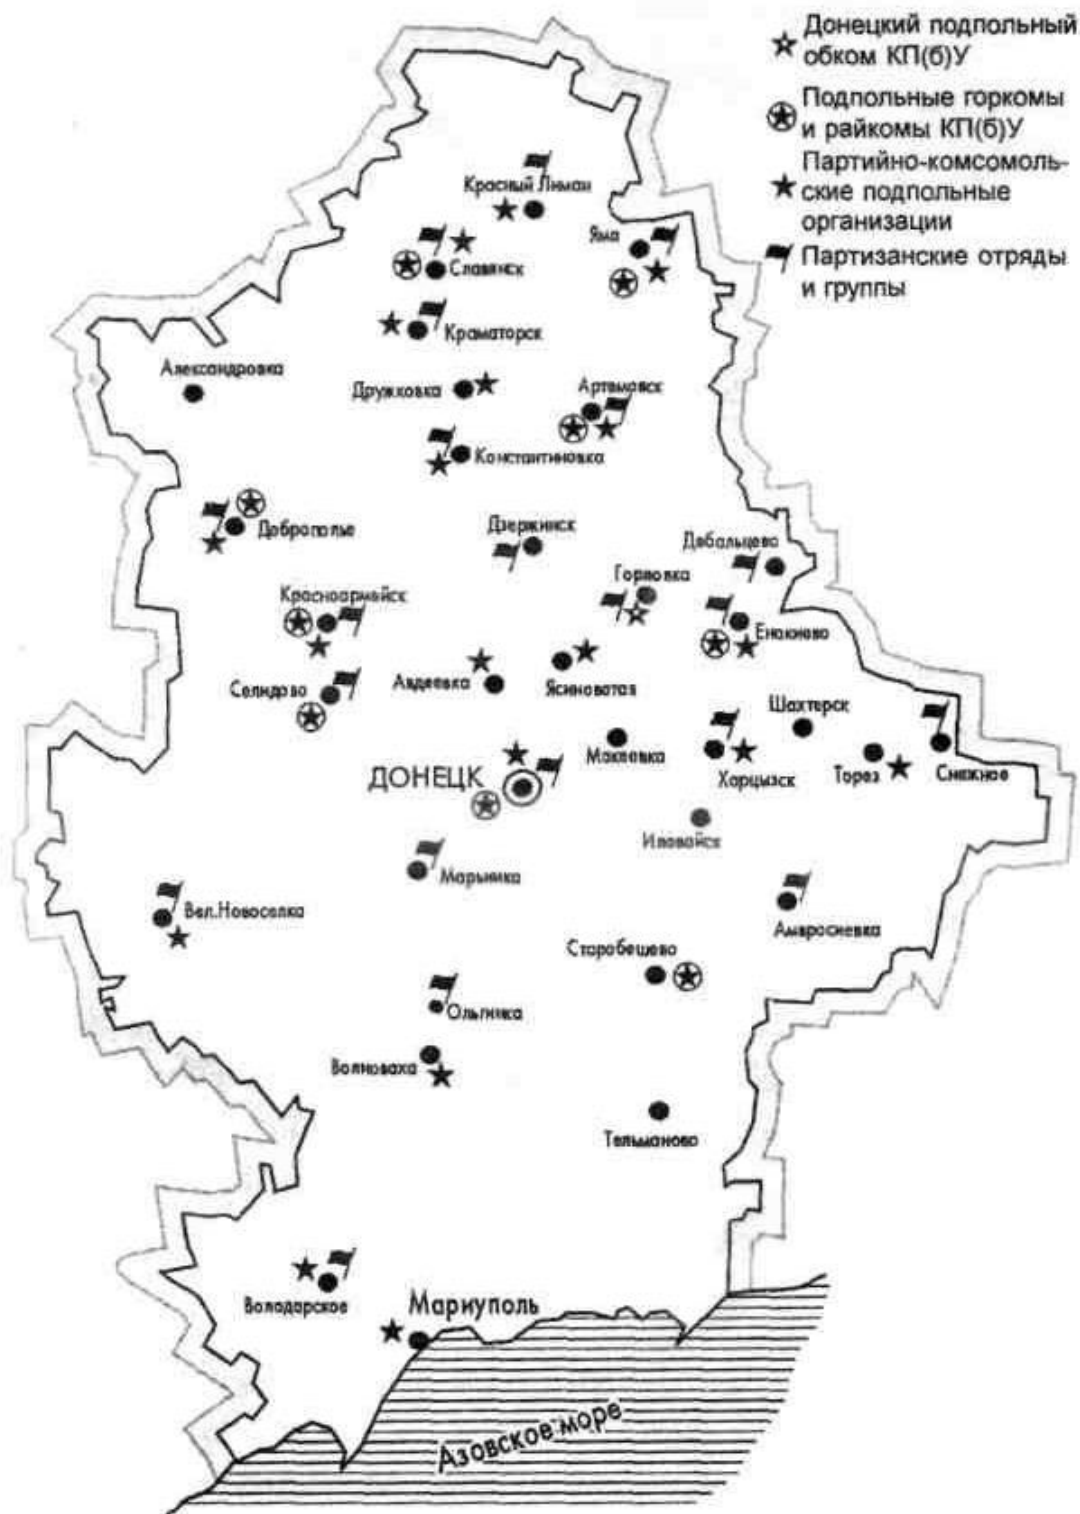 Донецкий подпольный
обком КП(б)У
Подпольные горкомы
и райкомы КП(б)У
Партийно-комсомоль-
ские подпольные
организации
Партизанские отряды
и группы
Красный Лиман
Яма
Славянск
Краматорск
Александровка
Дружковка
Артемовск
Константиновка
Доброполье
Дзержинск
Дебальцево
Горловка
Красноармейск
Енакиево
Селидово
Авдеевка
Ясиноватая
Шахтерск
Макеевка
Харцызск
Торез
Снежное
ДОНЕЦК
Иловайск
Марьинка
Вел.Новоселка
Амвросиевка
Старобешево
Ольгинка
Волноваха
Тельманово
Володарское
Мариуполь
Азовское море